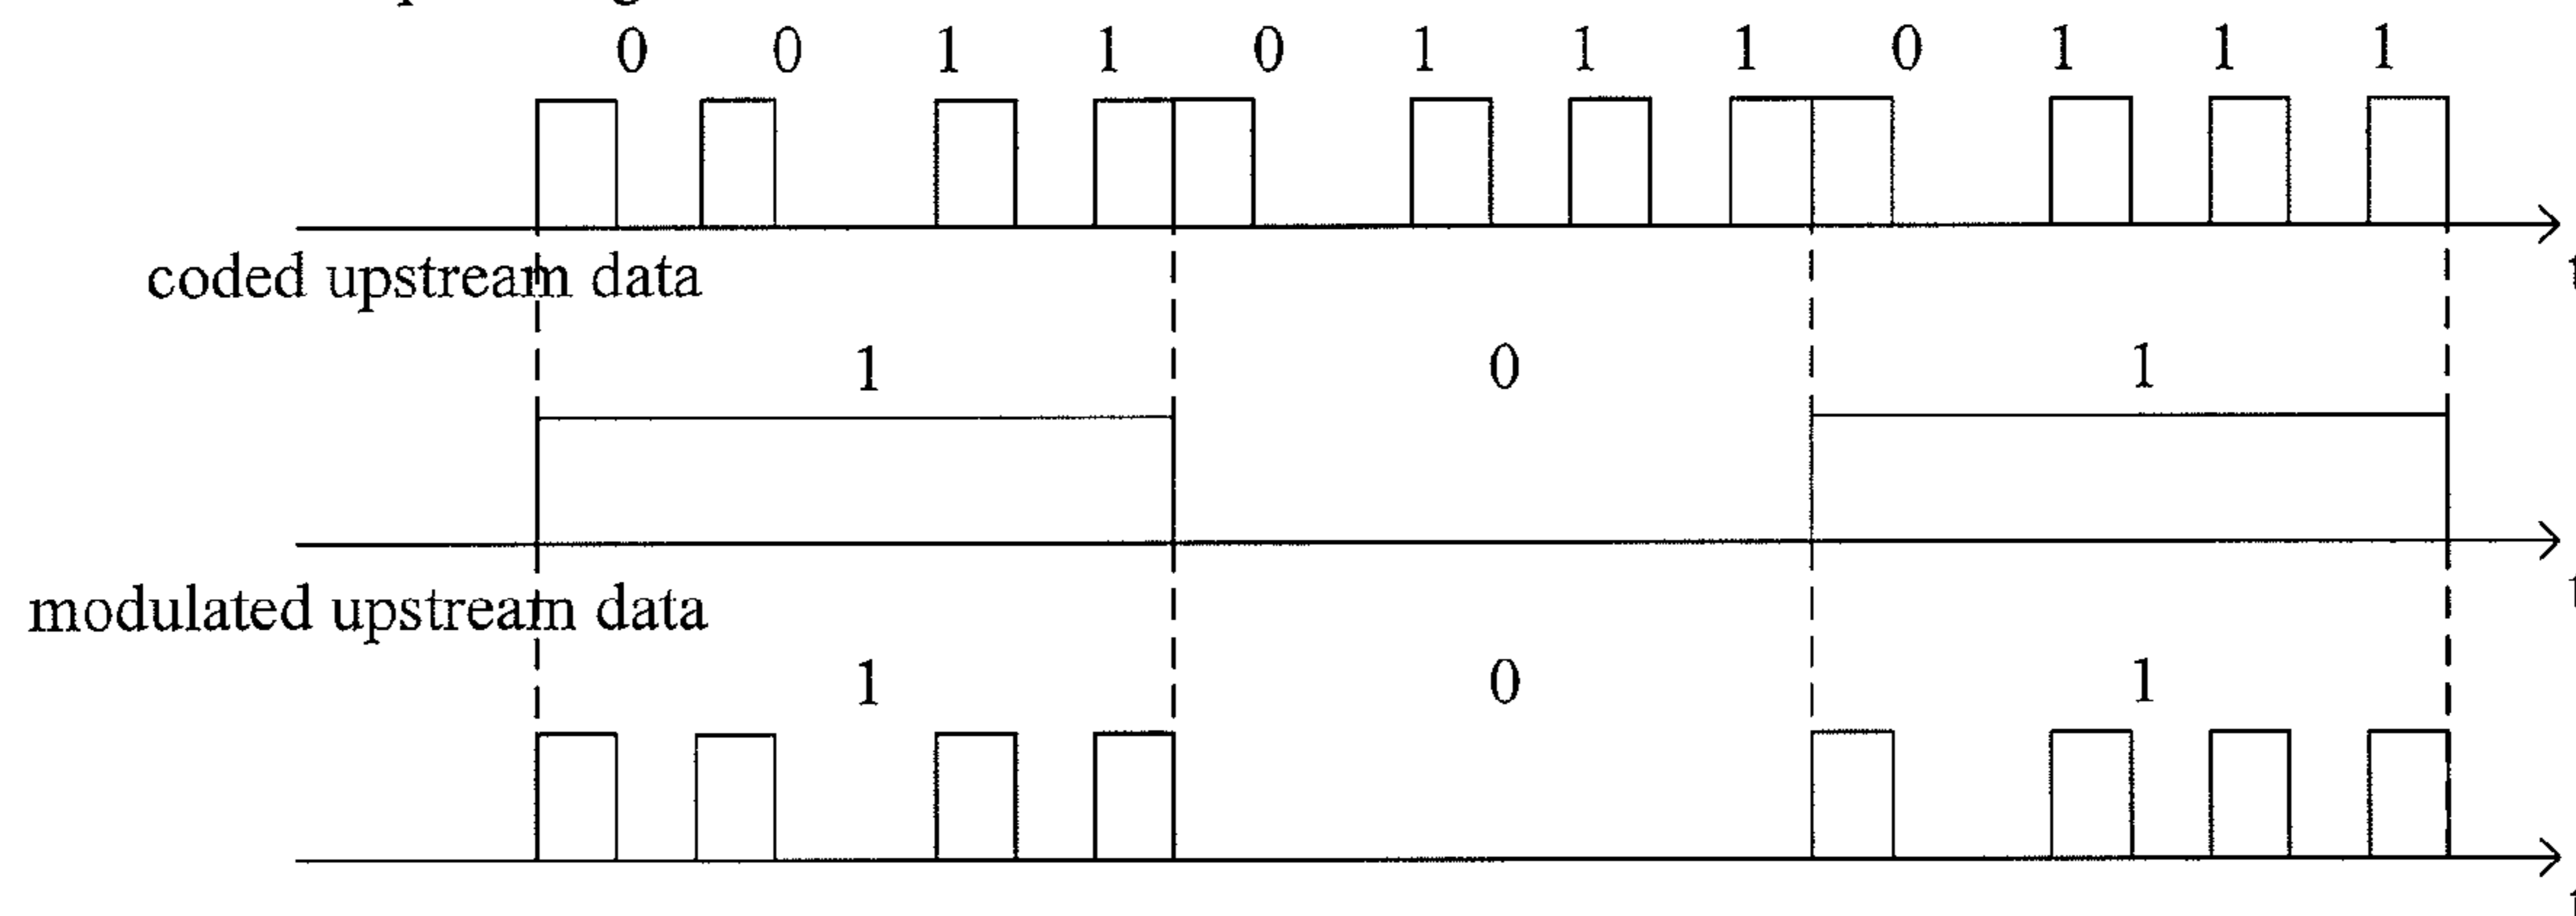 0 0 1 1 0 1 1 1 0 1 1 1
coded upstream data
1 0 1
modulated upstream data
1 0 1